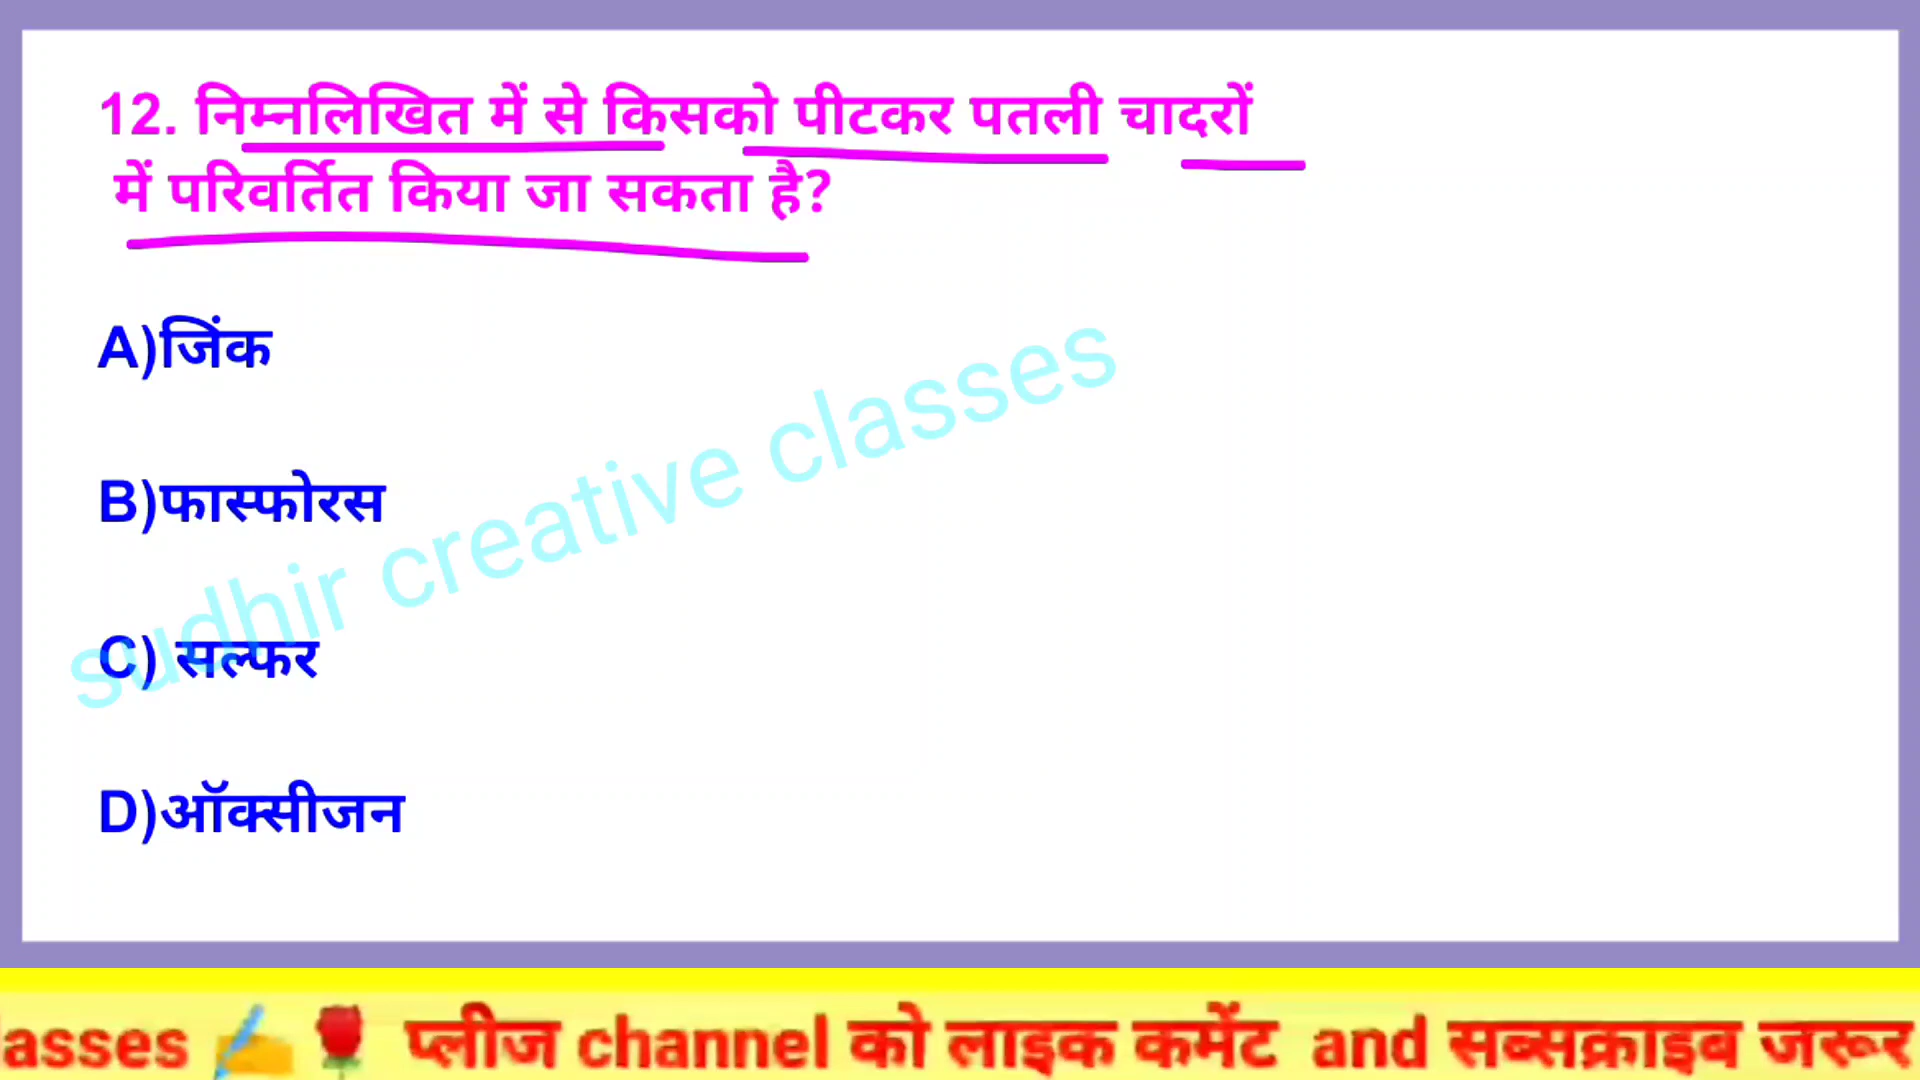 12. निम्नलिखित में से किसको पीटकर पतली चादरों
में परिवर्तित किया जा सकता है?
A)जिंक
B)फास्फोरस
C) सल्फर
D)ऑक्सीजन
sudhir creative classes
lasses ✍️🌹 प्लीज channel को लाइक कमेंट and सब्सक्राइब जरूर